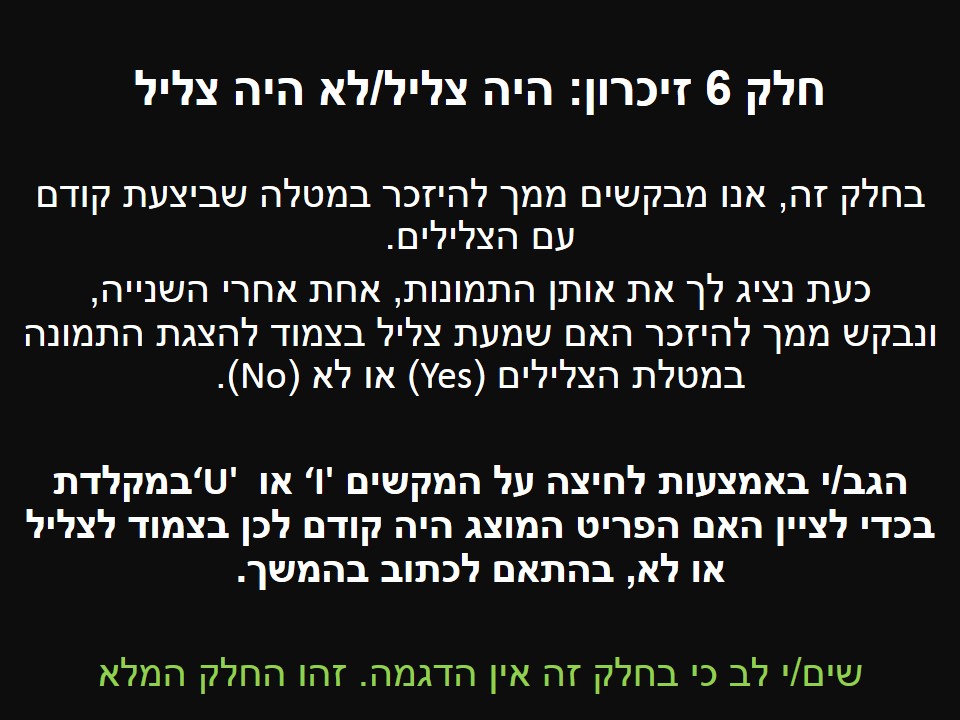 חלק 6 זיכרון: היה צליל/לא היה צליל
בחלק זה, אנו מבקשים ממך להיזכר במטלה שביצעת קודם
עם הצלילים.
כעת נציג לך את אותן התמונות, אחת אחרי השנייה,
ונבקש ממך להיזכר האם שמעת צליל בצמוד להצגת התמונה
במטלת הצלילים (Yes) או לא (No).
הגב/י באמצעות לחיצה על המקשים 'I‘ או 'U‘במקלדת
בכדי לציין האם הפריט המוצג היה קודם לכן בצמוד לצליל
או לא, בהתאם לכתוב בהמשך.
שים/י לב כי בחלק זה אין הדגמה. זהו החלק המלא